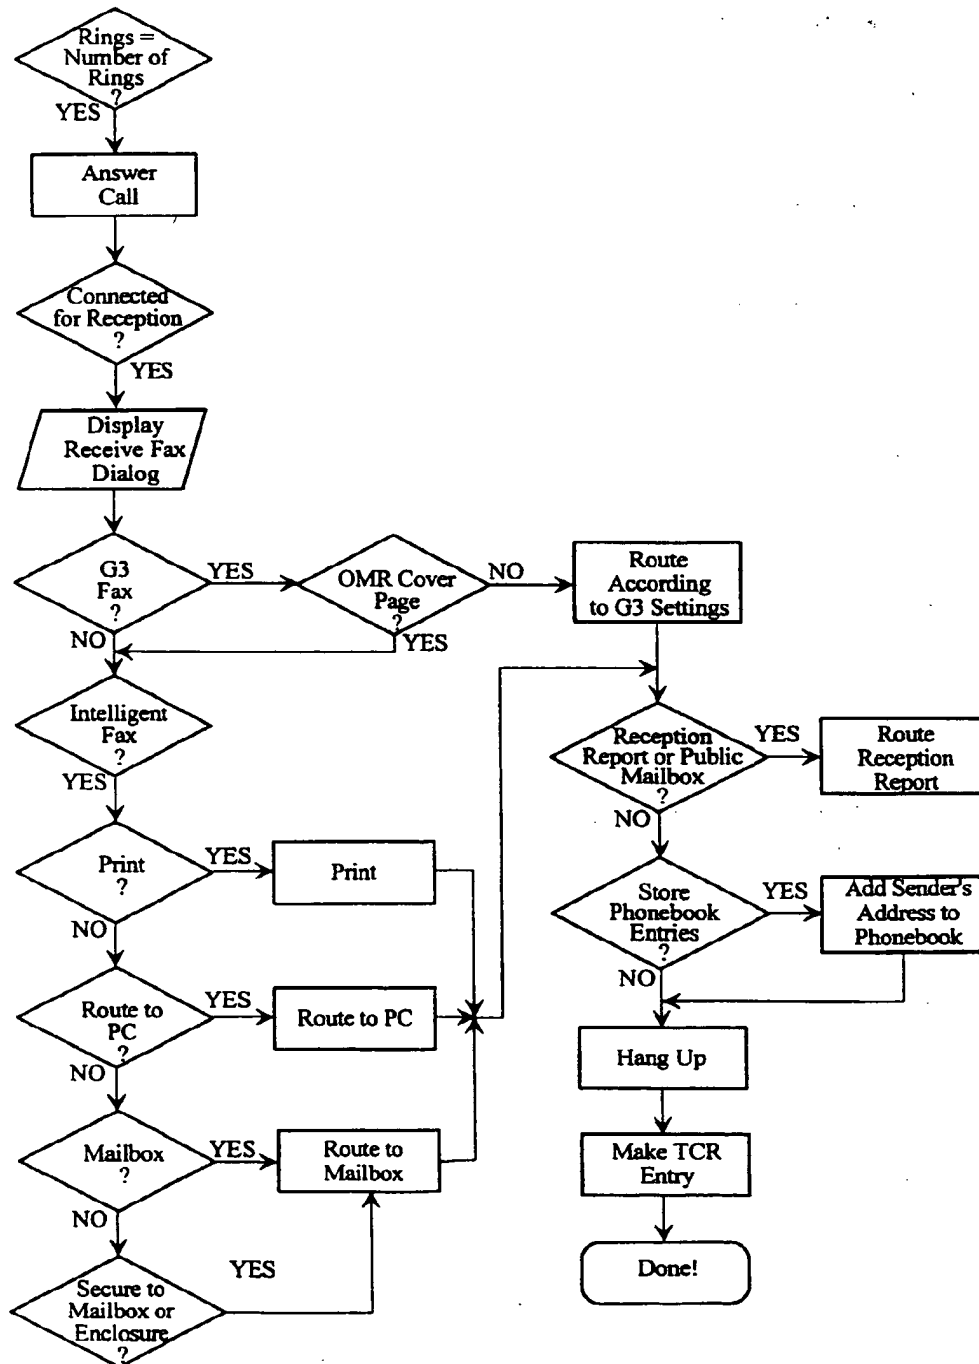 Rings =
Number of
Rings
?
YES
Answer
Call
Connected
for Reception
?
YES
Display
Receive Fax
Dialog
G3
Fax
?
YES
NO
OMR Cover
Page
?
NO
YES
Route
According
to G3 Settings
Intelligent
Fax
?
YES
Print
?
YES
NO
Print
Route to
PC
?
YES
NO
Route to PC
Mailbox
?
YES
NO
Route to
Mailbox
Secure to
Mailbox or
Enclosure
?
YES
Reception
Report or Public
Mailbox
?
YES
NO
Route
Reception
Report
Store
Phonebook
Entries
?
YES
NO
Add Sender's
Address to
Phonebook
Hang Up
Make TCR
Entry
Done!